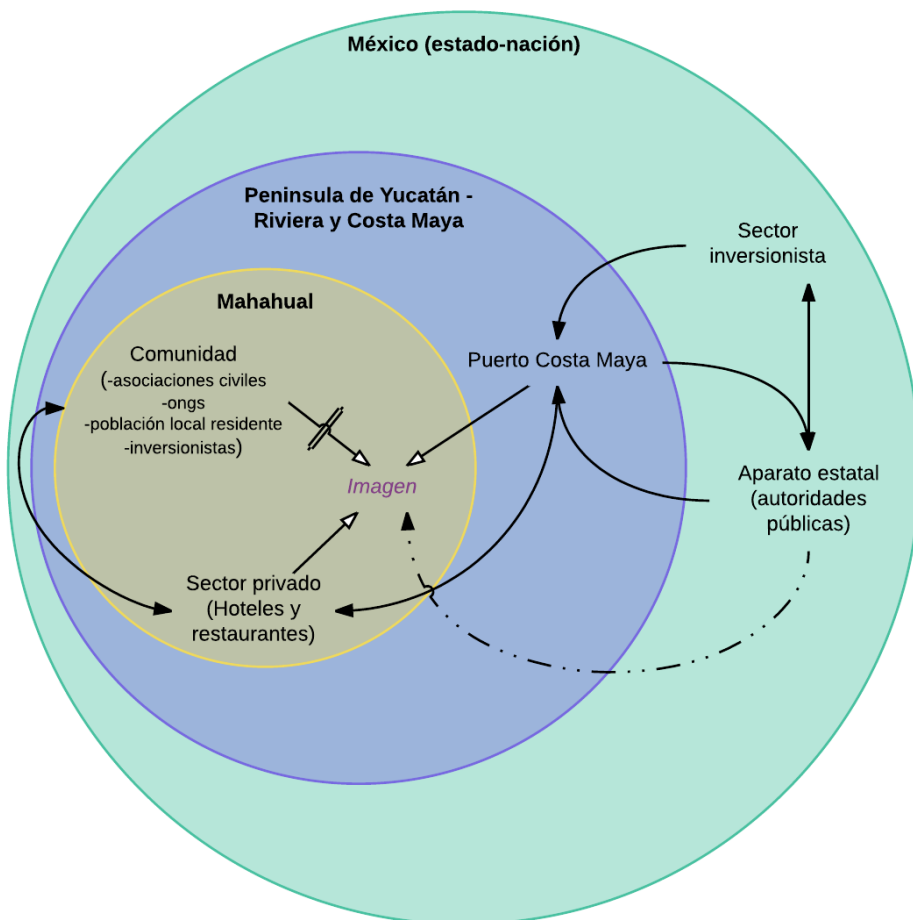 México (estado-nación)
Peninsula de Yucatán -
Riviera y Costa Maya
Sector
inversionista
Mahahual
Comunidad
(-asociaciones civiles
-ongs
-población local residente
-inversionistas)
Puerto Costa Maya
Imagen
Aparato estatal
(autoridades
públicas)
Sector privado
(Hoteles y
restaurantes)